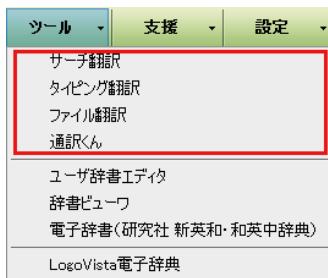 ツール 支援 設定
サーチ翻訳
タイピング翻訳
ファイル翻訳
通訳くん
ユーザ辞書エディタ
辞書ビューワ
電子辞書(研究社 新英和・和英中辞典)
LogoVista電子辞典